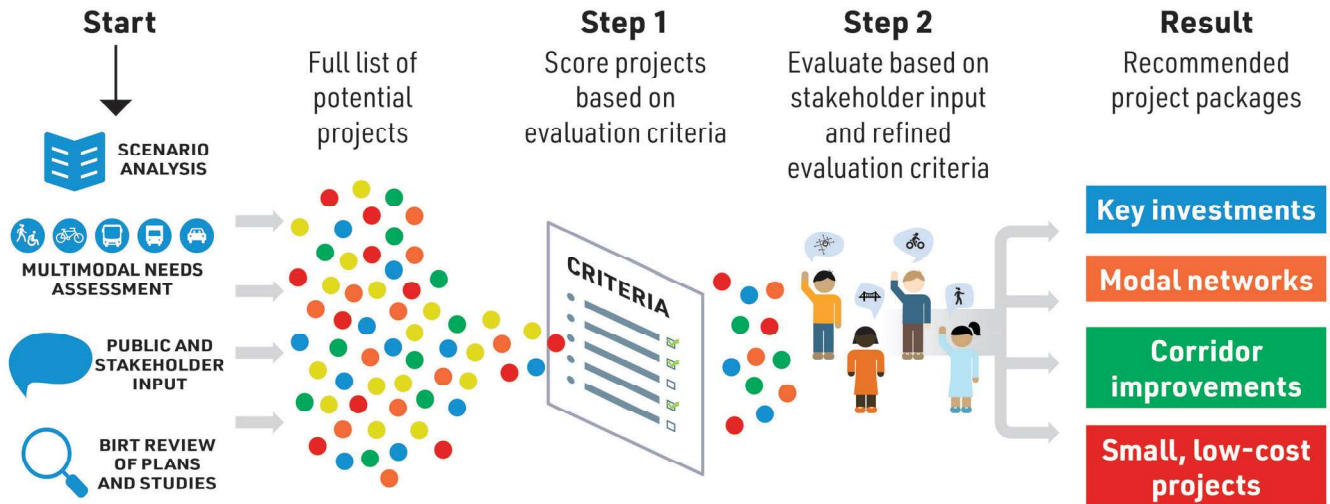 Start
SCENARIO
ANALYSIS
MULTIMODAL NEEDS
ASSESSMENT
PUBLIC AND
STAKEHOLDER
INPUT
BIRT REVIEW
OF PLANS
AND STUDIES
Full list of
potential
projects
Step 1
Score projects
based on
evaluation criteria
CRITERIA
Step 2
Evaluate based on
stakeholder input
and refined
evaluation criteria
Result
Recommended
project packages
Key investments
Modal networks
Corridor
improvements
Small, low-cost
projects